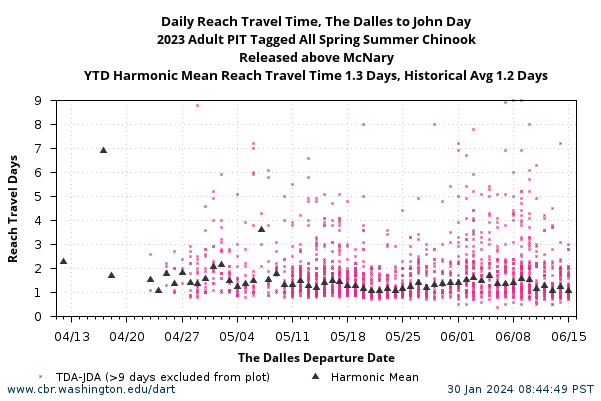 Daily Reach Travel Time, The Dalles to John Day
2023 Adult PIT Tagged All Spring Summer Chinook
Released above McNary
YTD Harmonic Mean Reach Travel Time 1.3 Days, Historical Avg 1.2 Days
Reach Travel Days
9
8
7
6
5
4
3
2
1
0
04/13 04/20 04/27 05/04 05/11 05/18 05/25 06/01 06/08 06/15
The Dalles Departure Date
TDA-JDA (>9 days excluded from plot) Harmonic Mean
www.cbr.washington.edu/dart 30 Jan 2024 08:44:49 PST